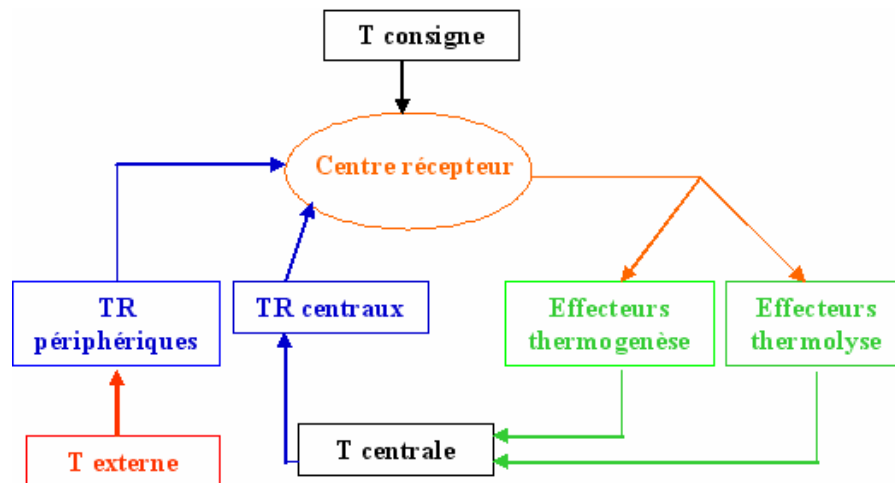 T consigne
Centre récepteur
TR
périphériques
TR centraux
Effecteurs
thermogenèse
Effecteurs
thermolyse
T externe
T centrale